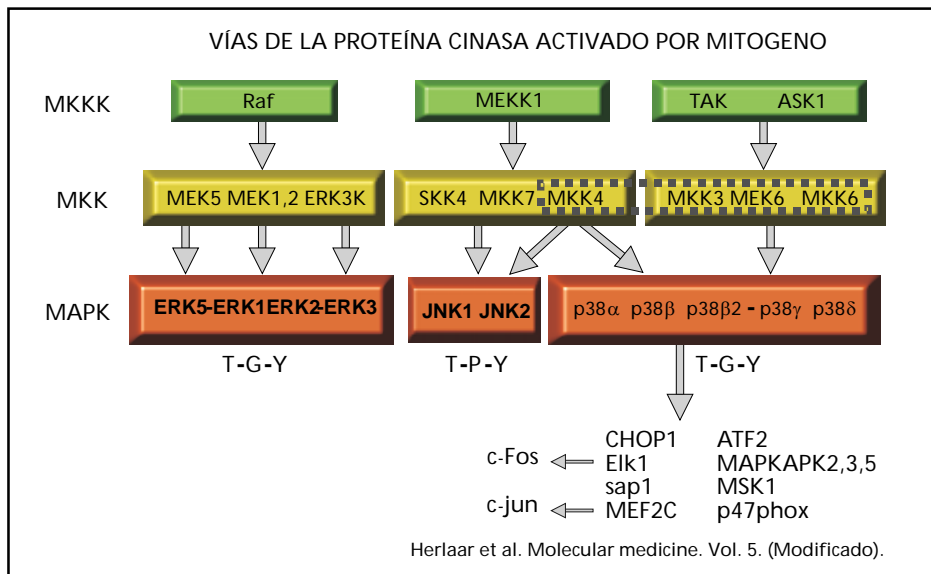 VÍAS DE LA PROTEÍNA CINASA ACTIVADO POR MITOGENO
MKKK
Raf
MEKK1
TAK ASK1
MKK
MEK5 MEK1,2 ERK3K
SKK4 MKK7 MKK4
MKK3 MEK6 MKK6
MAPK
ERK5-ERK1ERK2-ERK3
JNK1 JNK2
p38α p38β p38β2 - p38γ p38δ
T-G-Y
T-P-Y
T-G-Y
CHOP1 ATF2
c-Fos Elk1 MAPKAPK2,3,5
sap1 MSK1
c-jun MEF2C p47phox
Herlaar et al. Molecular medicine. Vol. 5. (Modificado).